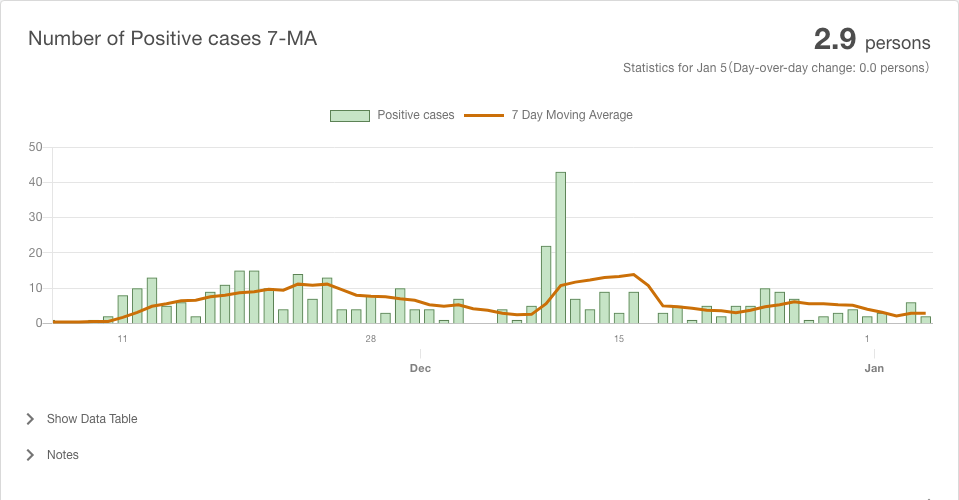 Number of Positive cases 7-MA
2.9 persons
Statistics for Jan 5(Day-over-day change: 0.0 persons)
Positive cases
7 Day Moving Average
50
40
30
20
10
0
11
28
15
1
Dec
Jan
Show Data Table
Notes